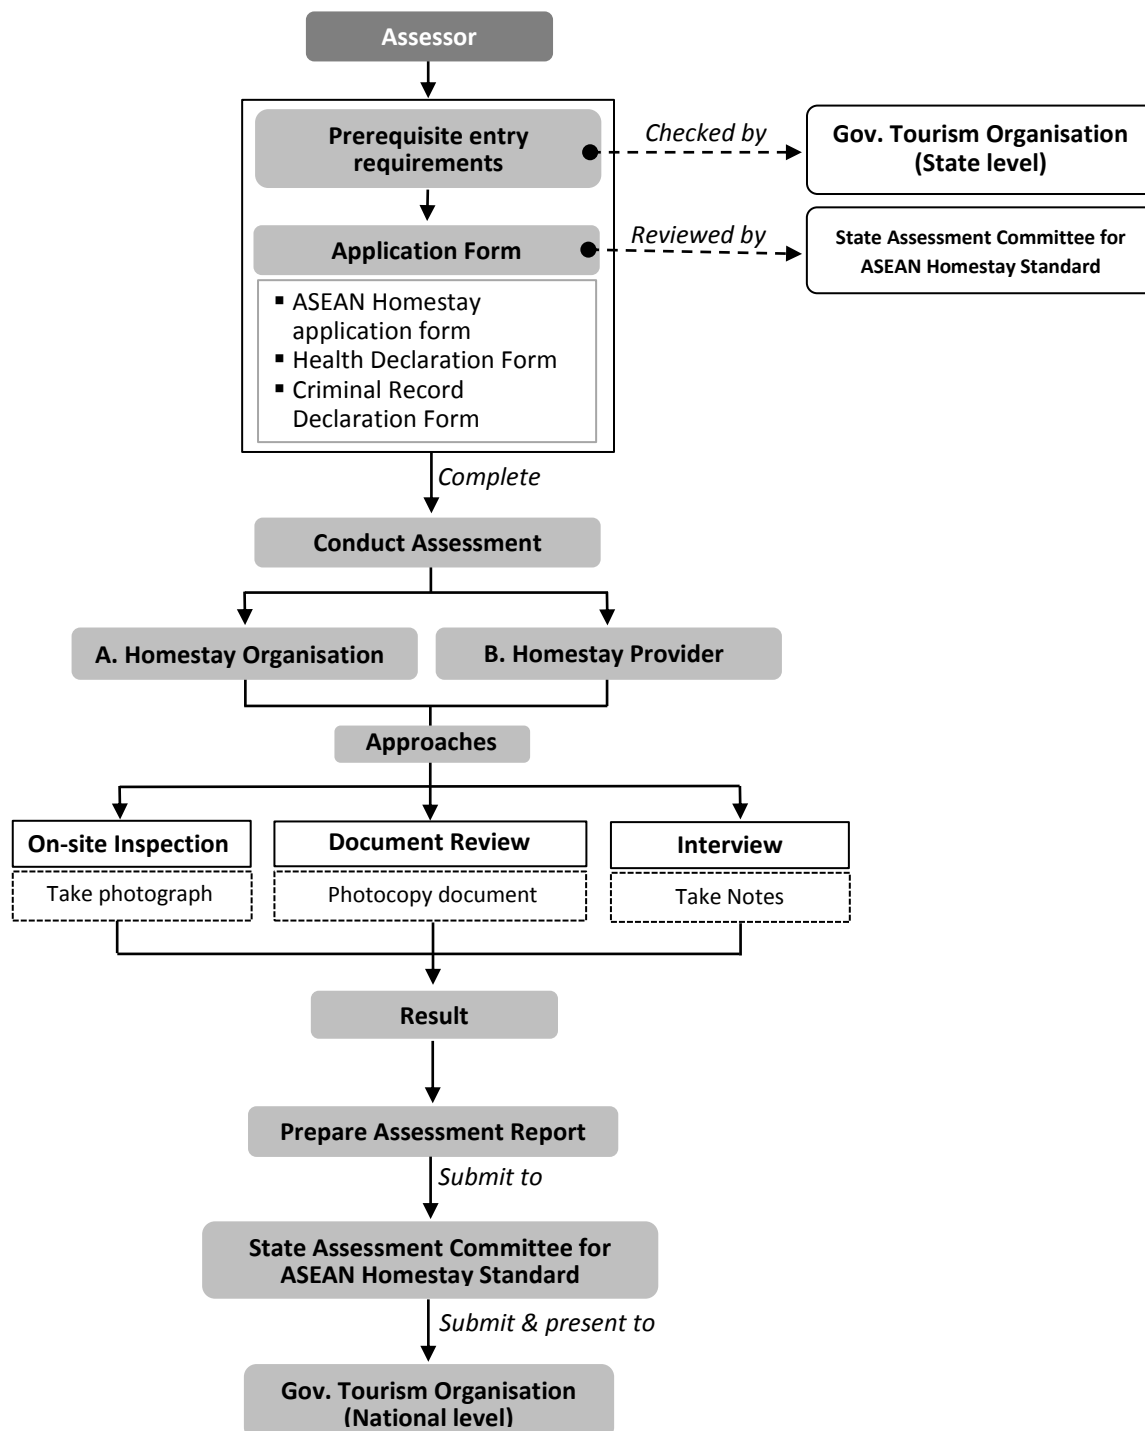 Assessor
Prerequisite entry
requirements
Checked by
Gov. Tourism Organisation
(State level)
Application Form
Reviewed by
State Assessment Committee for
ASEAN Homestay Standard
▪ ASEAN Homestay
application form
▪ Health Declaration Form
▪ Criminal Record
Declaration Form
Complete
Conduct Assessment
A. Homestay Organisation
B. Homestay Provider
Approaches
On-site Inspection
Take photograph
Document Review
Photocopy document
Interview
Take Notes
Result
Prepare Assessment Report
Submit to
State Assessment Committee for
ASEAN Homestay Standard
Submit & present to
Gov. Tourism Organisation
(National level)